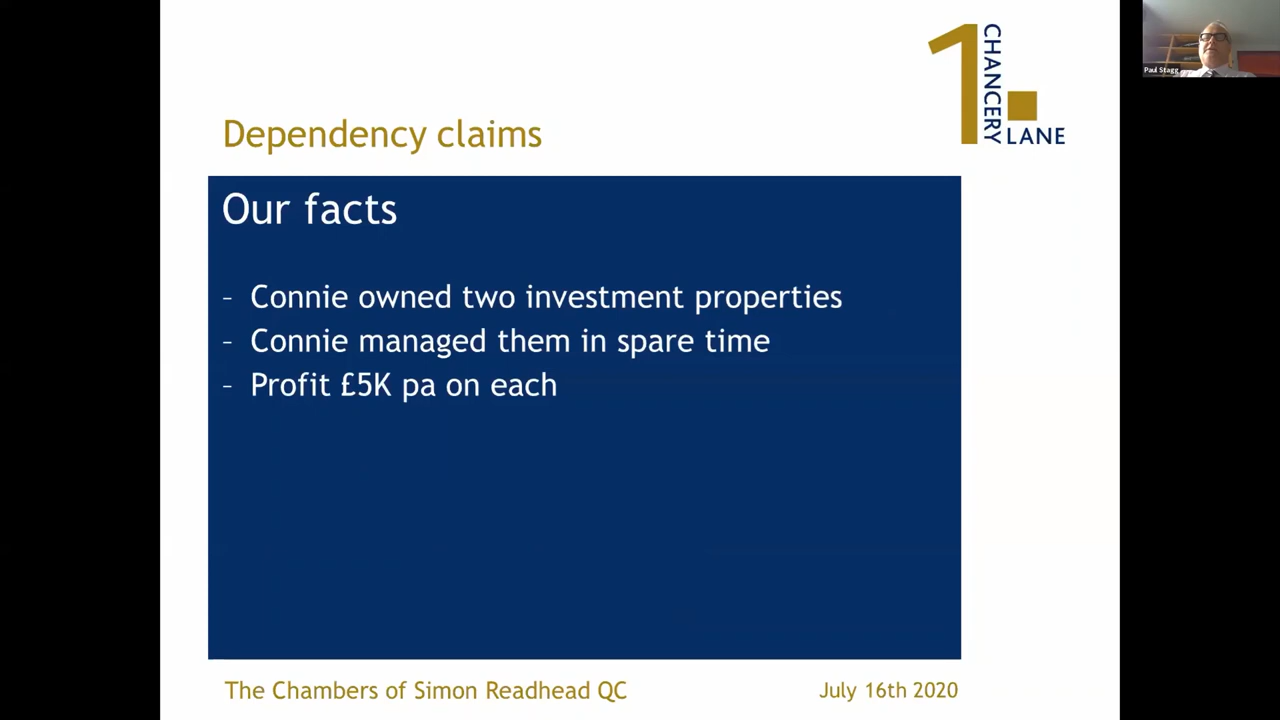 1 CHANCERY LANE
Paul Stagg
Dependency claims
Our facts
- Connie owned two investment properties
- Connie managed them in spare time
- Profit £5K pa on each
The Chambers of Simon Readhead QC
July 16th 2020